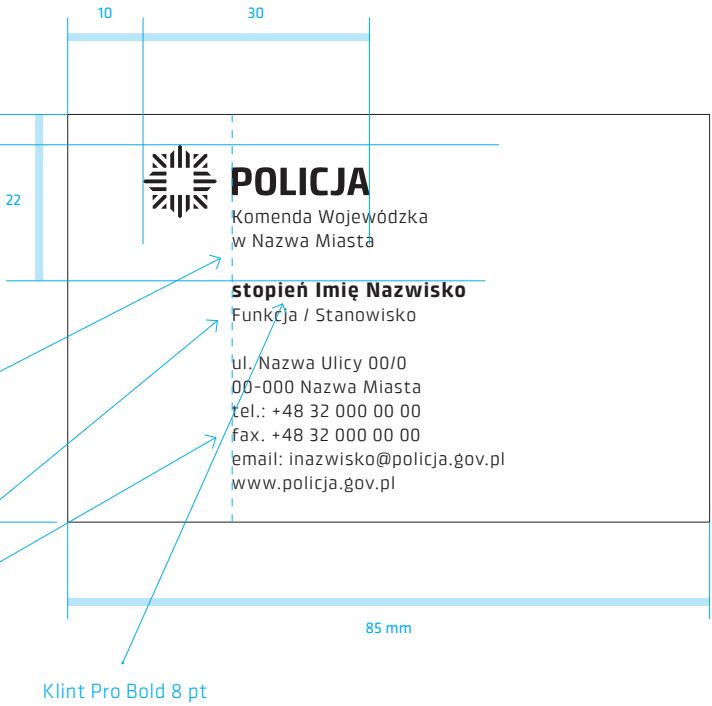 10
30
22
POLICJA
Komenda Wojewódzka
w Nazwa Miasta
stopień Imię Nazwisko
Funkcja / Stanowisko
ul. Nazwa Ulicy 00/0
00-000 Nazwa Miasta
tel.: +48 32 000 00 00
fax. +48 32 000 00 00
email: inazwisko@policja.gov.pl
www.policja.gov.pl
85 mm
Klint Pro Bold 8 pt